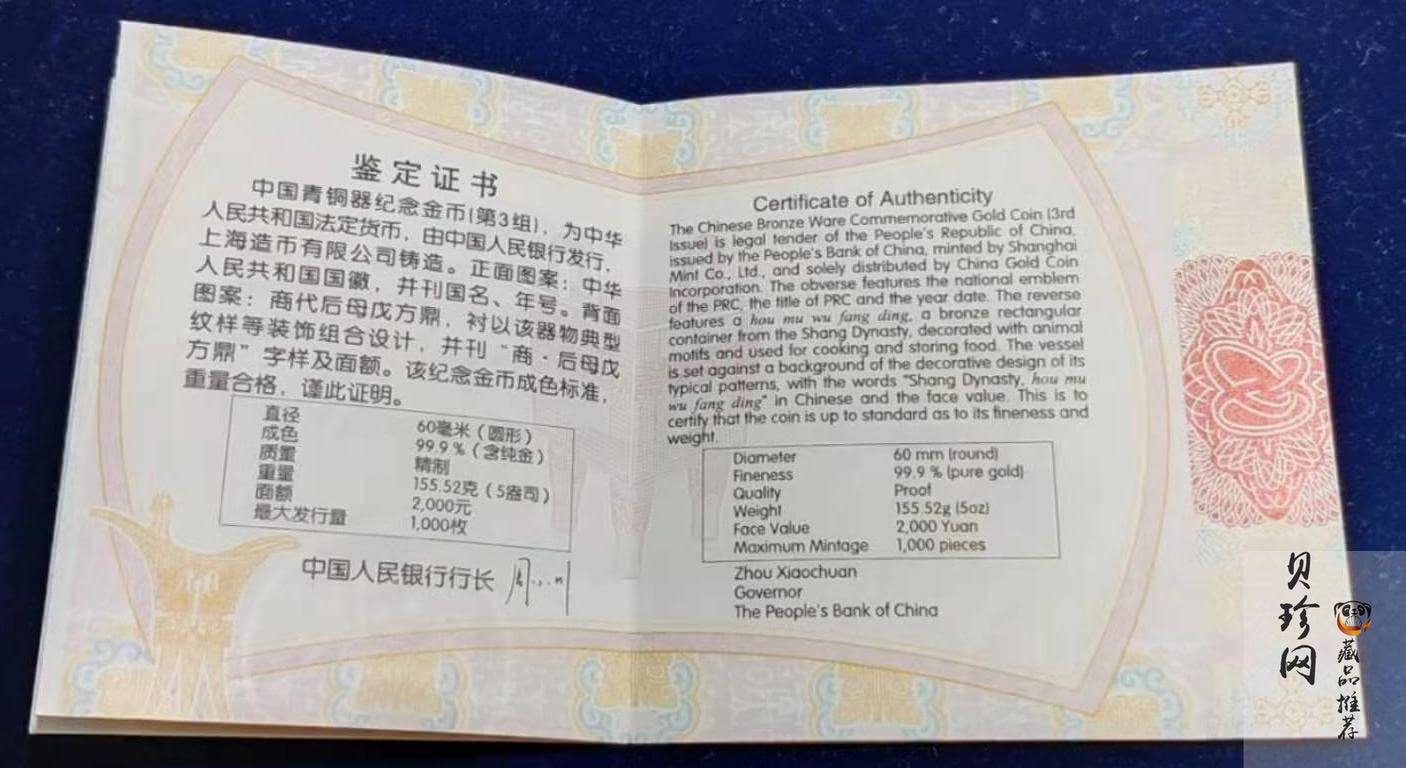 鉴定证书
中国青铜器纪念金币(第3组)，为中华
人民共和国法定货币，由中国人民银行发行，
上海造币有限公司铸造。正面图案：中华
人民共和国国徽，并刊国名、年号。背面
图案：商代后母戊方鼎，衬以该器物典型
纹样等装饰组合设计，并刊“商·后母戊
方鼎”字样及面额。该纪念金币成色标准，
重量合格，谨此证明。
直径 60毫米（圆形）
成色 99.9％（含纯金）
质量 精制
重量 155.52克（5盎司）
面额 2,000元
最大发行量 1,000枚
中国人民银行行长
Certificate of Authenticity
The Chinese Bronze Ware Commemorative Gold Coin (3rd
Issue) is legal tender of the People's Republic of China,
issued by the People's Bank of China, minted by Shanghai
Mint Co., Ltd., and solely distributed by China Gold Coin
Incorporation. The obverse features the national emblem
of the PRC, the title of PRC and the year date. The reverse
features a hou mu wu fang ding, a bronze rectangular
container from the Shang Dynasty, decorated with animal
motifs and used for cooking and storing food. The vessel
is set against a background of the decorative design of its
typical patterns, with the words "Shang Dynasty, hou mu
wu fang ding" in Chinese and the face value. This is to
certify that the coin is up to standard as to its fineness and
weight.
Diameter 60 mm (round)
Fineness 99.9 % (pure gold)
Quality Proof
Weight 155.52g (5oz)
Face Value 2,000 Yuan
Maximum Mintage 1,000 pieces
Zhou Xiaochuan
Governor
The People's Bank of China
贝珍网
藏品推荐